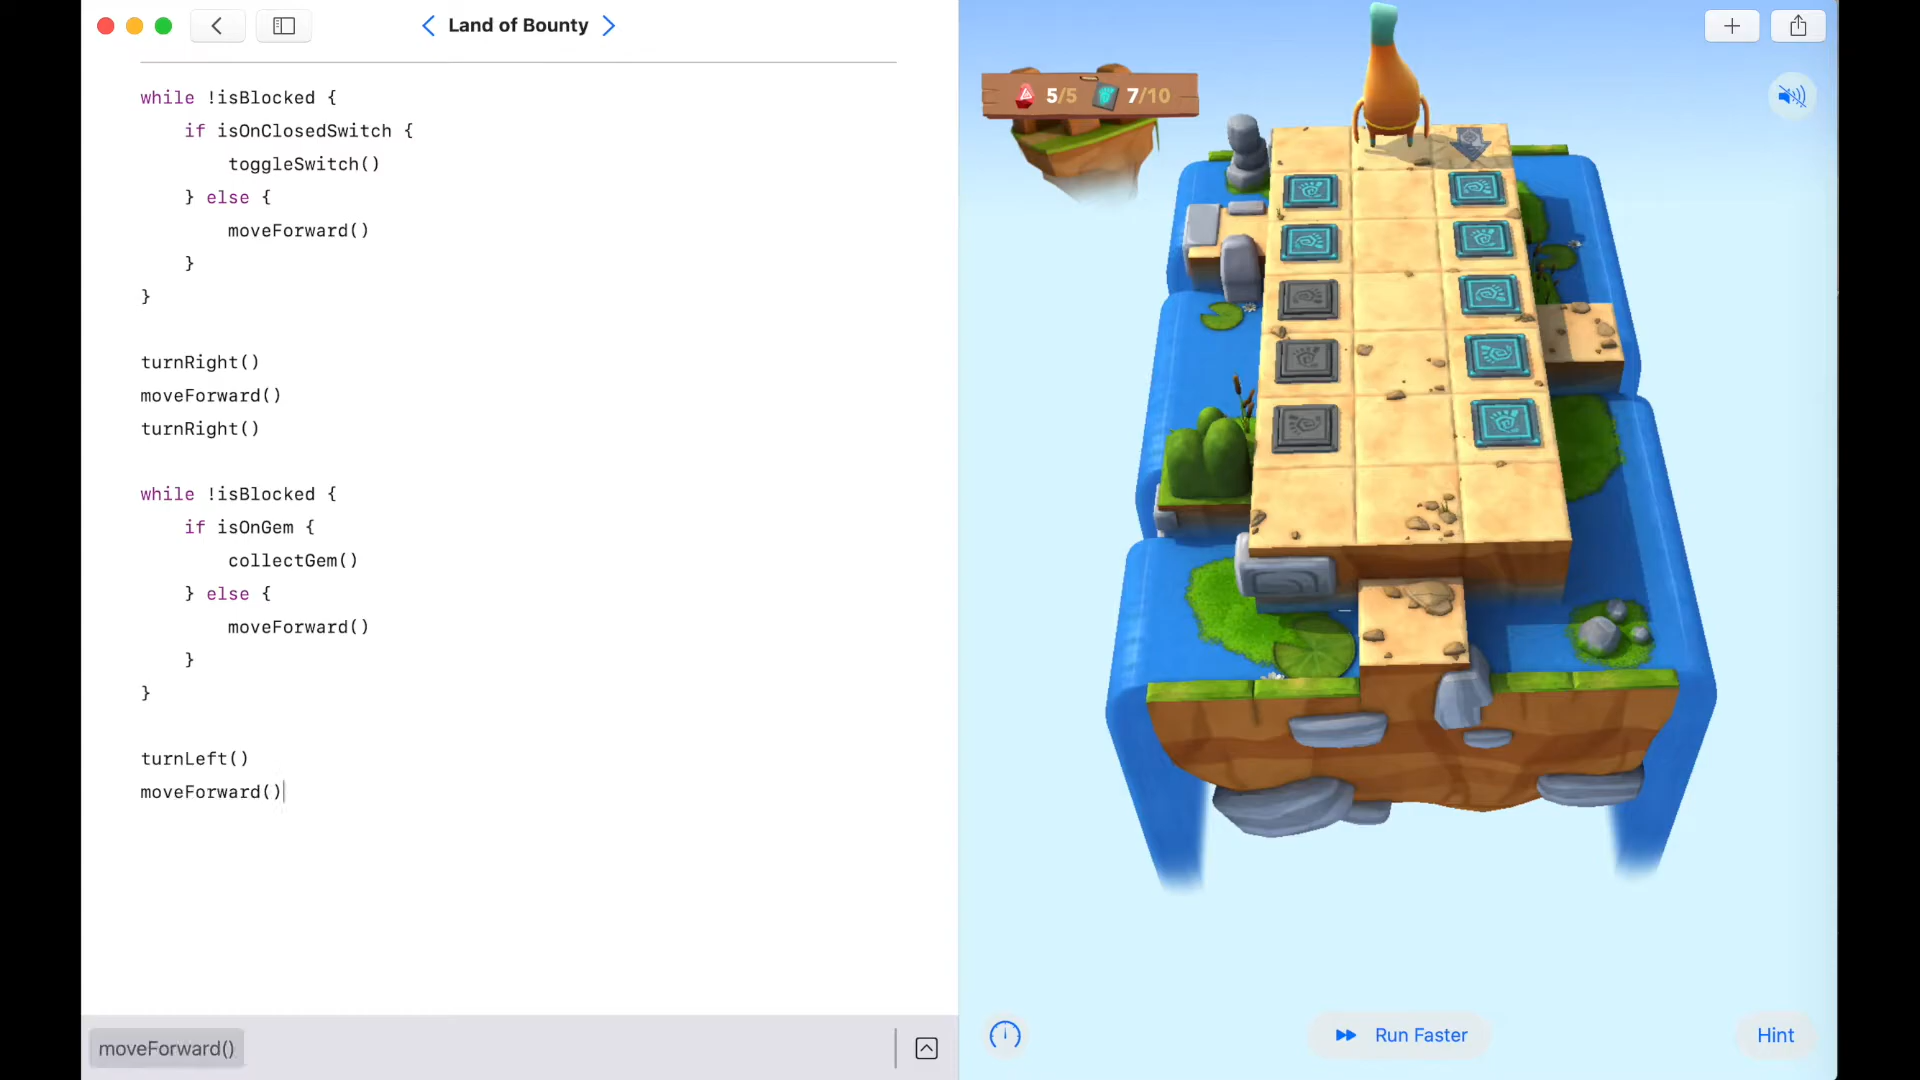 Land of Bounty
while !isBlocked {
if isOnClosedSwitch {
toggleSwitch()
} else {
moveForward()
}
}
turnRight()
moveForward()
turnRight()
while !isBlocked {
if isOnGem {
collectGem()
} else {
moveForward()
}
}
turnLeft()
moveForward()
moveForward()
5/5 7/10
Run Faster
Hint